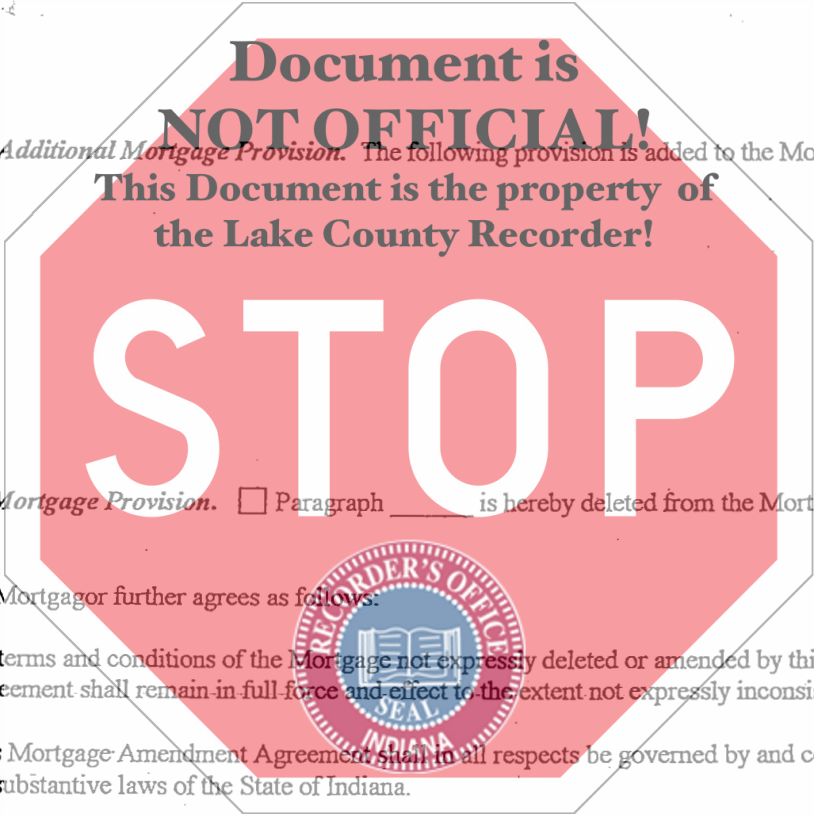 Document is
NOT OFFICIAL!
Additional Mortgage Provision. The following provision is added to the Mo
This Document is the property of
the Lake County Recorder!
STOP
Mortgage Provision. Paragraph ______ is hereby deleted from the Mort
Mortgagor further agrees as follows:
terms and conditions of the Mortgage not expressly deleted or amended by thi
eement shall remain in full force and effect to the extent not expressly inconsi
s Mortgage Amendment Agreement shall in all respects be governed by and c
substantive laws of the State of Indiana.
RECORDER'S OFFICE
SEAL
INDIANA